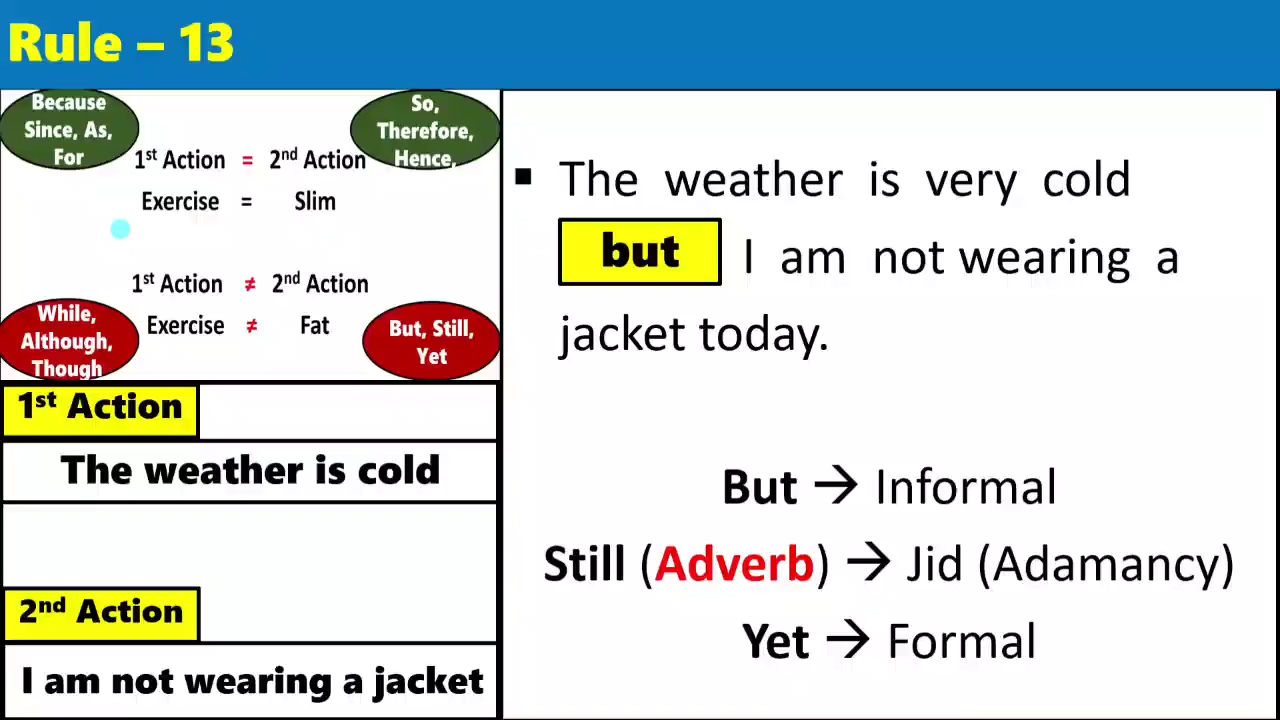 Rule – 13
Because
Since, As,
For
So,
Therefore,
Hence,
1st Action = 2nd Action
Exercise = Slim
1st Action ≠ 2nd Action
Exercise ≠ Fat
While,
Although,
Though
But, Still,
Yet
1st Action
The weather is cold
2nd Action
I am not wearing a jacket
▪ The weather is very cold
but I am not wearing a
jacket today.
But → Informal
Still (Adverb) → Jid (Adamancy)
Yet → Formal